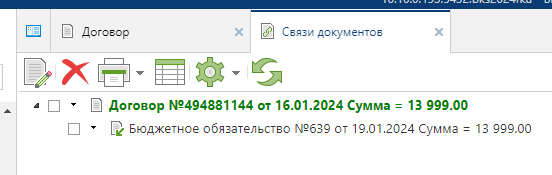 Договор
Связи документов
Договор №494881144 от 16.01.2024 Сумма = 13 999.00
Бюджетное обязательство №639 от 19.01.2024 Сумма = 13 999.00